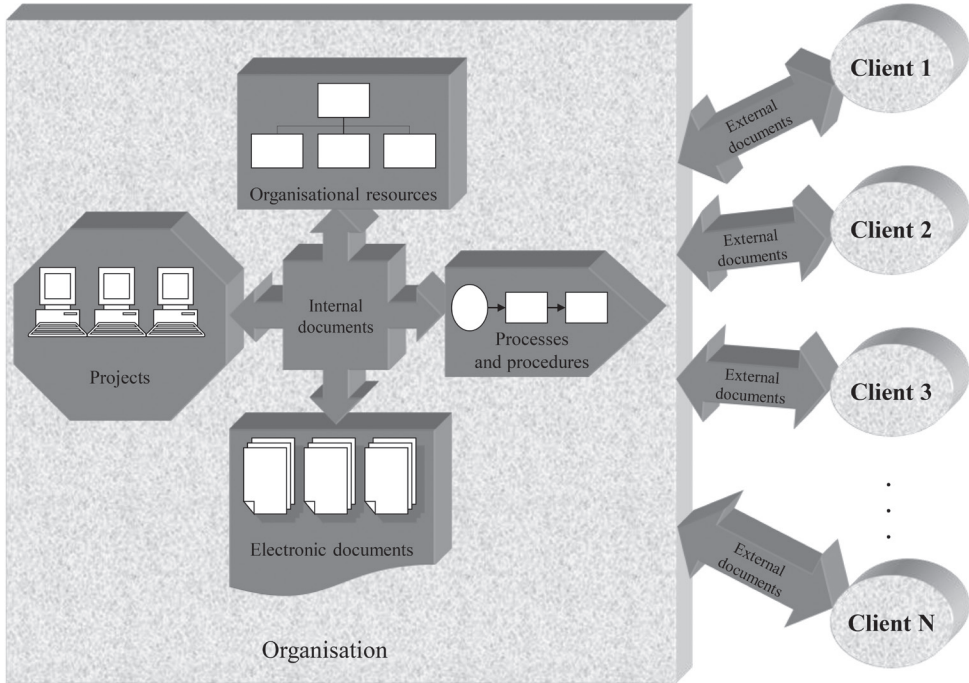 Organisational resources
Projects
Internal
documents
Processes
and procedures
Electronic documents
Organisation
External
documents
Client 1
External
documents
Client 2
External
documents
Client 3
External
documents
Client N